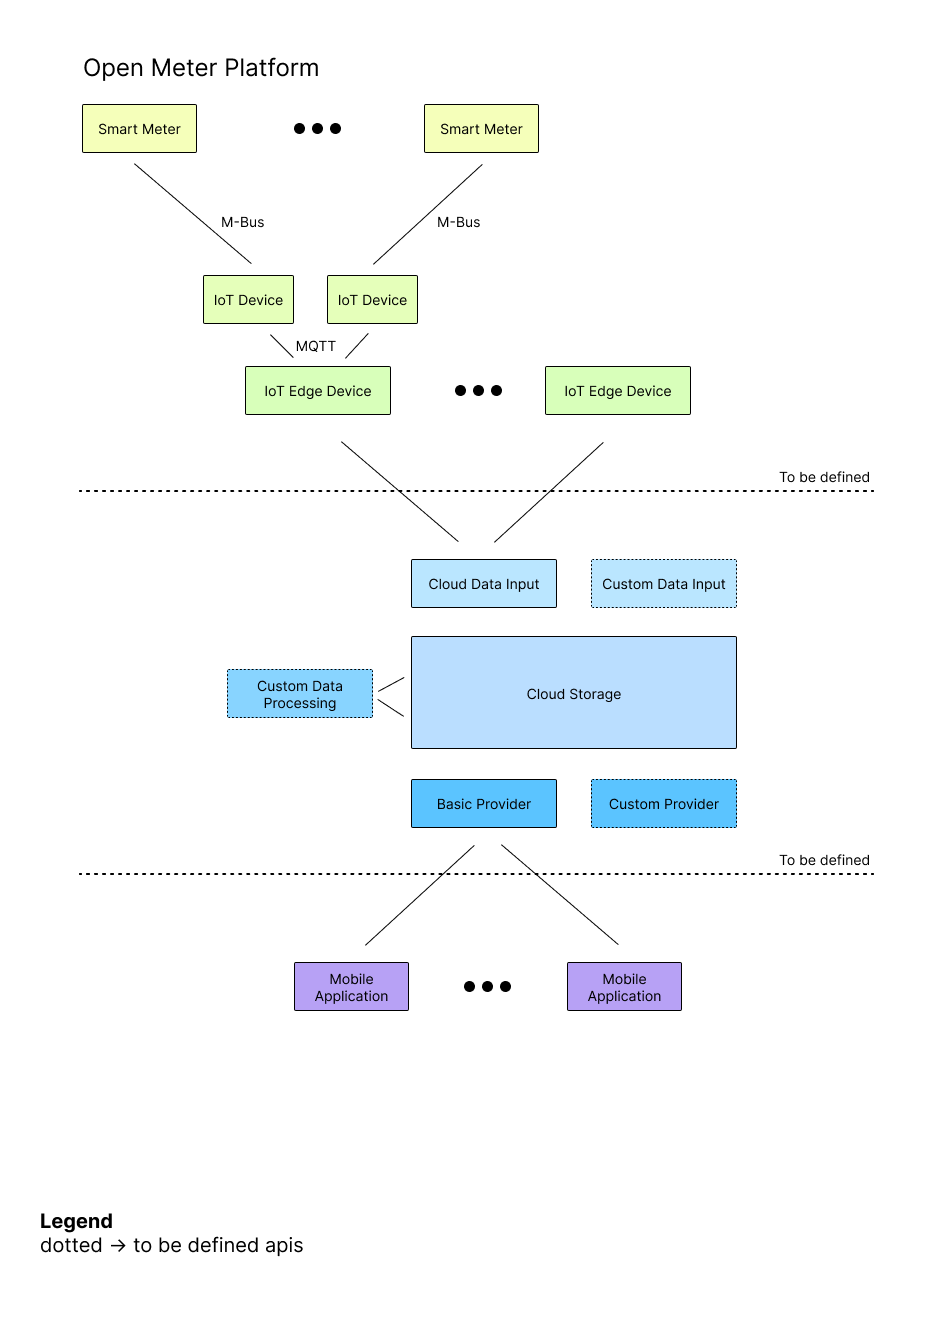 Open Meter Platform
Smart Meter
Smart Meter
M-Bus
M-Bus
IoT Device
IoT Device
MQTT
IoT Edge Device
IoT Edge Device
To be defined
Cloud Data Input
Custom Data Input
Custom Data
Processing
Cloud Storage
Basic Provider
Custom Provider
To be defined
Mobile
Application
Mobile
Application
Legend
dotted → to be defined apis